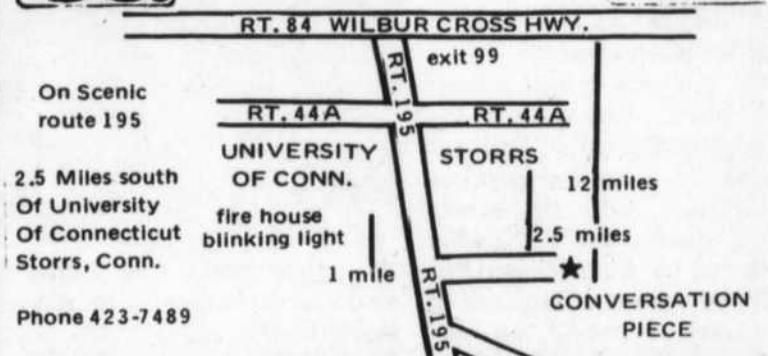 RT. 84 WILBUR CROSS HWY.
exit 99
RT. 195
On Scenic
route 195
RT. 44A
RT. 44A
UNIVERSITY
OF CONN.
STORRS
2.5 Miles south
Of University
Of Connecticut
Storrs, Conn.
12 miles
fire house
blinking light
2.5 miles
1 mile
RT. 195
CONVERSATION
PIECE
Phone 423-7489